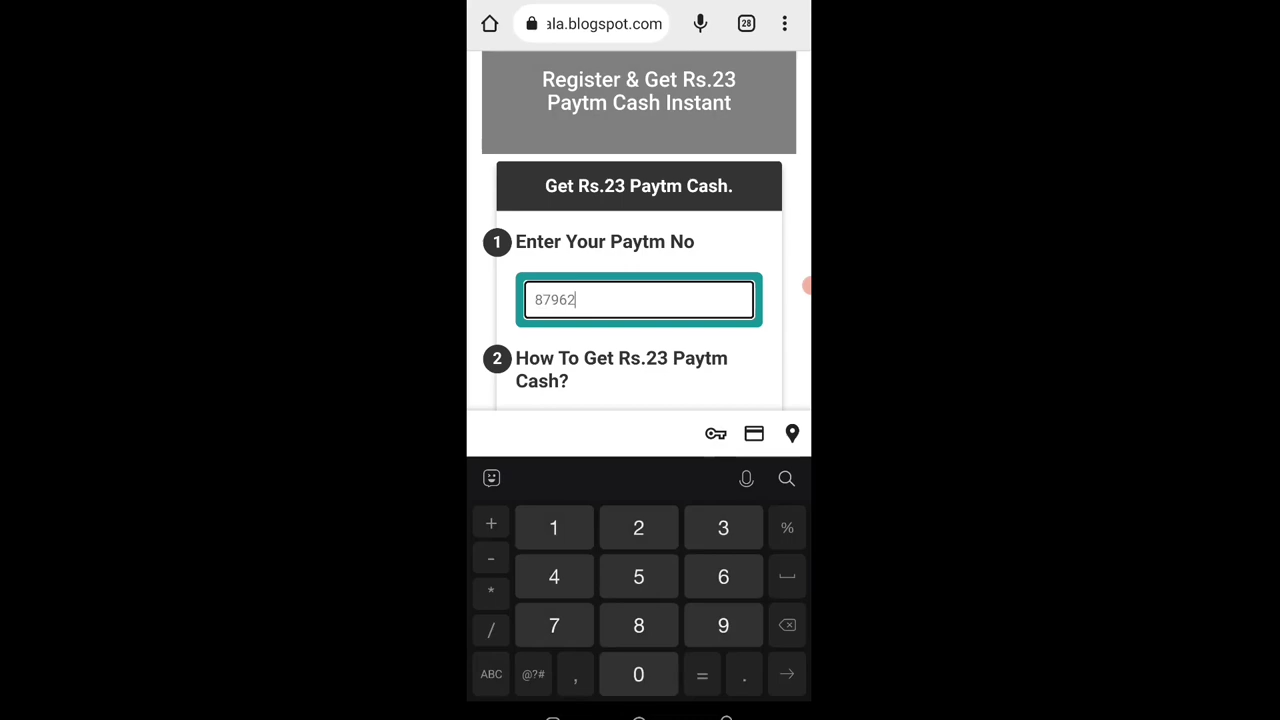 ala.blogspot.com
28
Register & Get Rs.23
Paytm Cash Instant
Get Rs.23 Paytm Cash.
1 Enter Your Paytm No
87962
2 How To Get Rs.23 Paytm
Cash?
+ 1 2 3 %
- 4 5 6
* 7 8 9
/ ABC @?# , 0 = .